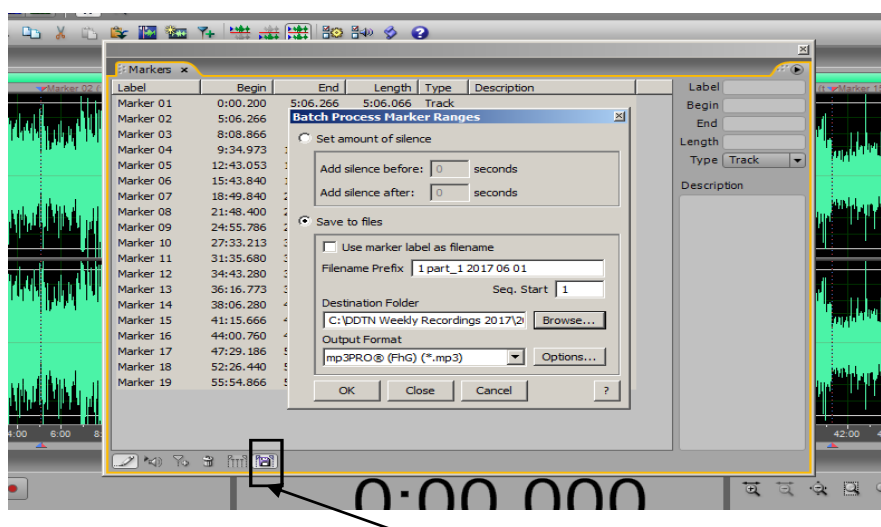 Marker 02
Marker 15
Markers ×
Label Begin End Length Type Description
Marker 01 0:00.200 5:06.266 5:06.066 Track
Marker 02 5:06.266
Marker 03 8:08.866
Marker 04 9:34.973
Marker 05 12:43.053
Marker 06 15:43.840
Marker 07 18:49.840
Marker 08 21:48.400
Marker 09 24:55.786
Marker 10 27:33.213
Marker 11 31:35.680
Marker 12 34:43.280
Marker 13 36:16.773
Marker 14 38:06.280
Marker 15 41:15.666
Marker 16 44:00.760
Marker 17 47:29.186
Marker 18 52:26.440
Marker 19 55:54.866
Batch Process Marker Ranges
Set amount of silence
Add silence before: 0 seconds
Add silence after: 0 seconds
Save to files
Use marker label as filename
Filename Prefix 1 part_1 2017 06 01
Seq. Start 1
Destination Folder
C:\DDTN Weekly Recordings 2017\2 Browse...
Output Format
mp3PRO® (FhG) (*.mp3) Options...
OK Close Cancel ?
Label
Begin
End
Length
Type Track
Description
4:00 6:00 8:
42:00
0:00.000